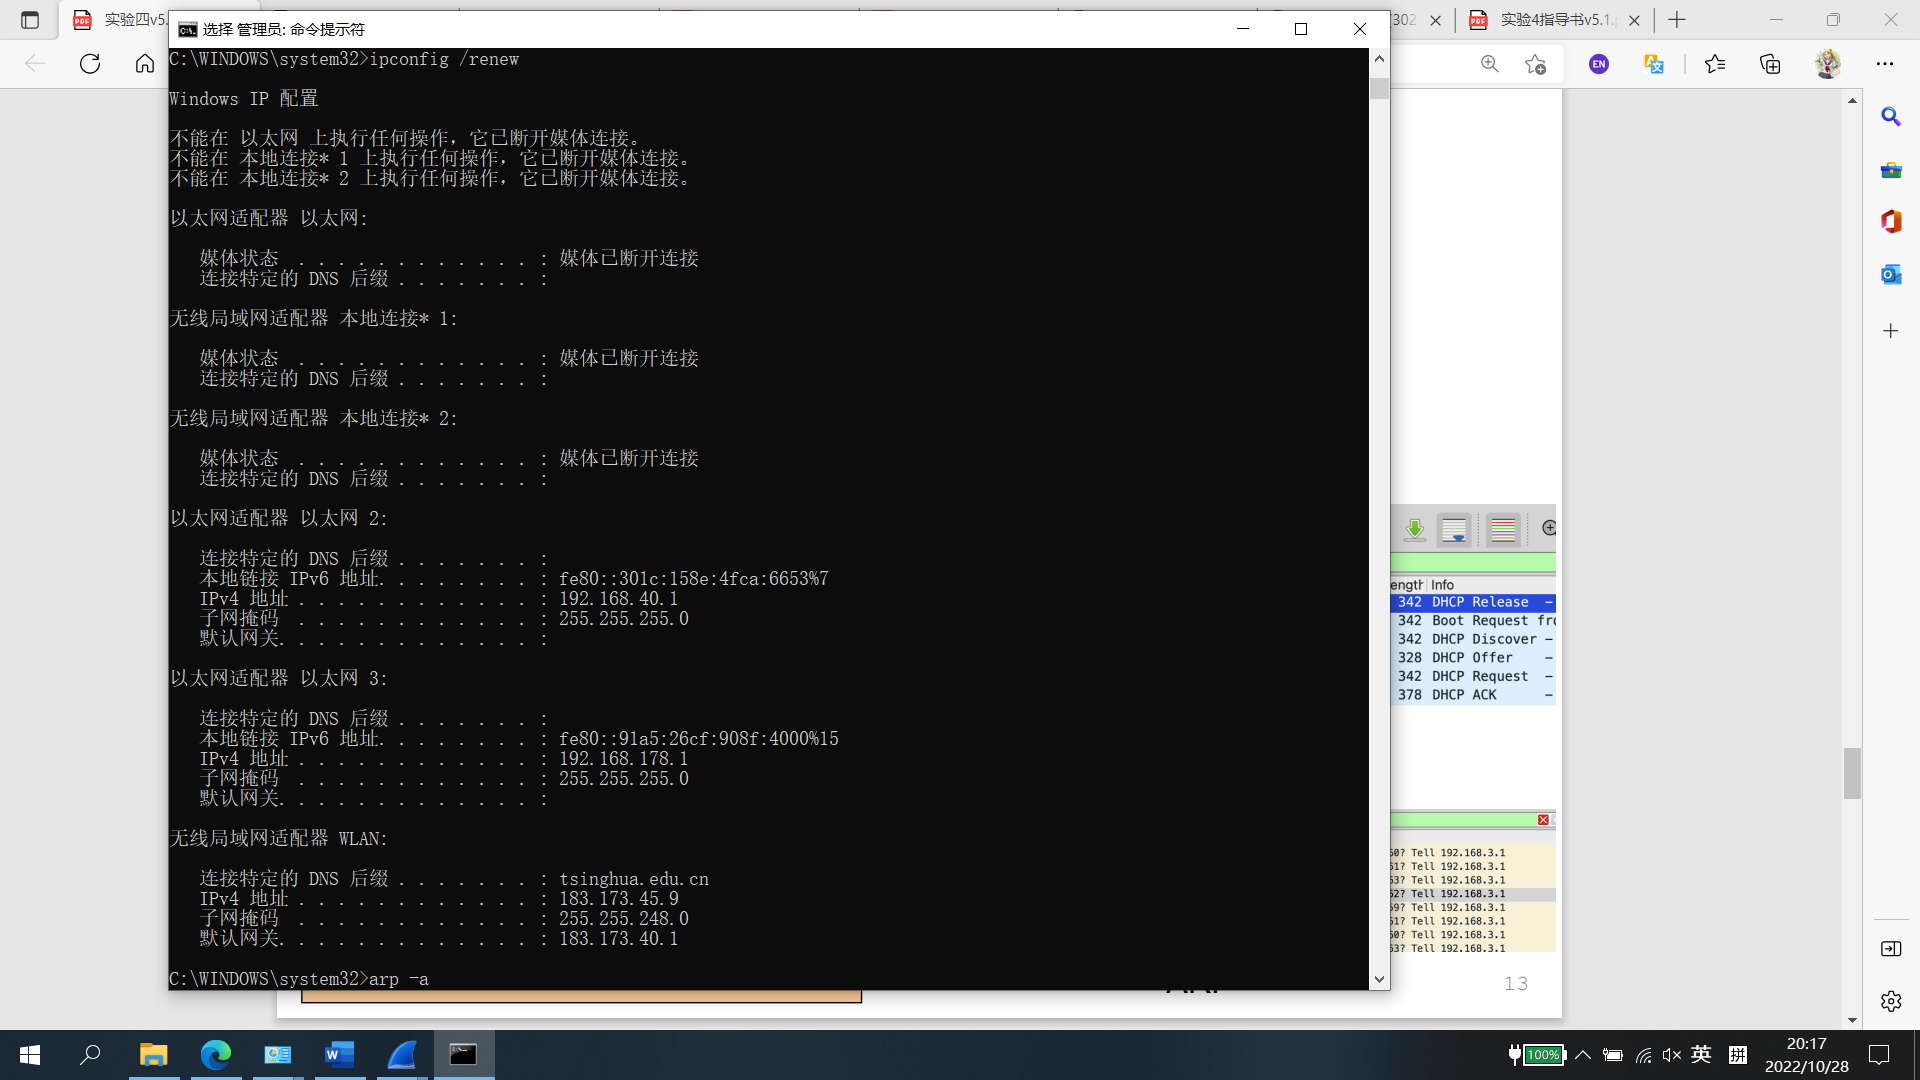 实验四v5.
302
实验4指导书v5.1.
选择 管理员: 命令提示符
EN
C:\WINDOWS\system32>ipconfig /renew
Windows IP 配置
不能在 以太网 上执行任何操作，它已断开媒体连接。
不能在 本地连接* 1 上执行任何操作，它已断开媒体连接。
不能在 本地连接* 2 上执行任何操作，它已断开媒体连接。
以太网适配器 以太网:
媒体状态 . . . . . . . . . . . . : 媒体已断开连接
连接特定的 DNS 后缀 . . . . . . . :
无线局域网适配器 本地连接* 1:
媒体状态 . . . . . . . . . . . . : 媒体已断开连接
连接特定的 DNS 后缀 . . . . . . . :
无线局域网适配器 本地连接* 2:
媒体状态 . . . . . . . . . . . . : 媒体已断开连接
连接特定的 DNS 后缀 . . . . . . . :
以太网适配器 以太网 2:
连接特定的 DNS 后缀 . . . . . . . :
本地链接 IPv6 地址. . . . . . . . : fe80::301c:158e:4fca:6653%7
IPv4 地址 . . . . . . . . . . . . : 192.168.40.1
子网掩码 . . . . . . . . . . . . : 255.255.255.0
默认网关. . . . . . . . . . . . . :
以太网适配器 以太网 3:
连接特定的 DNS 后缀 . . . . . . . :
本地链接 IPv6 地址. . . . . . . . : fe80::91a5:26cf:908f:4000%15
IPv4 地址 . . . . . . . . . . . . : 192.168.178.1
子网掩码 . . . . . . . . . . . . : 255.255.255.0
默认网关. . . . . . . . . . . . . :
无线局域网适配器 WLAN:
连接特定的 DNS 后缀 . . . . . . . : tsinghua.edu.cn
IPv4 地址 . . . . . . . . . . . . : 183.173.45.9
子网掩码 . . . . . . . . . . . . : 255.255.248.0
默认网关. . . . . . . . . . . . . : 183.173.40.1
C:\WINDOWS\system32>arp -a
ength Info
342 DHCP Release –
342 Boot Request fro
342 DHCP Discover –
328 DHCP Offer –
342 DHCP Request –
378 DHCP ACK –
60? Tell 192.168.3.1
61? Tell 192.168.3.1
63? Tell 192.168.3.1
62? Tell 192.168.3.1
69? Tell 192.168.3.1
61? Tell 192.168.3.1
60? Tell 192.168.3.1
63? Tell 192.168.3.1
13
100%
英
拼
20:17
2022/10/28